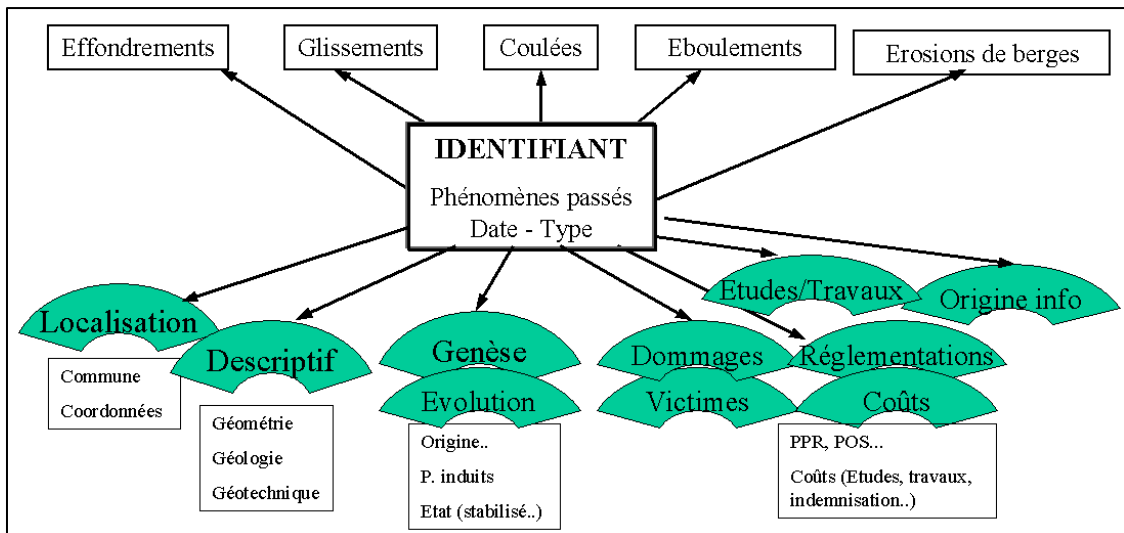 Effondrements
Glissements
Coulées
Eboulements
Erosions de berges
IDENTIFIANT
Phénomènes passés
Date - Type
Etudes/Travaux
Origine info
Localisation
Descriptif
Genèse
Dommages
Réglementations
Evolution
Victimes
Coûts
Commune
Coordonnées
Géométrie
Géologie
Géotechnique
Origine..
P. induits
Etat (stabilisé..)
PPR, POS...
Coûts (Etudes, travaux,
indemnisation..)